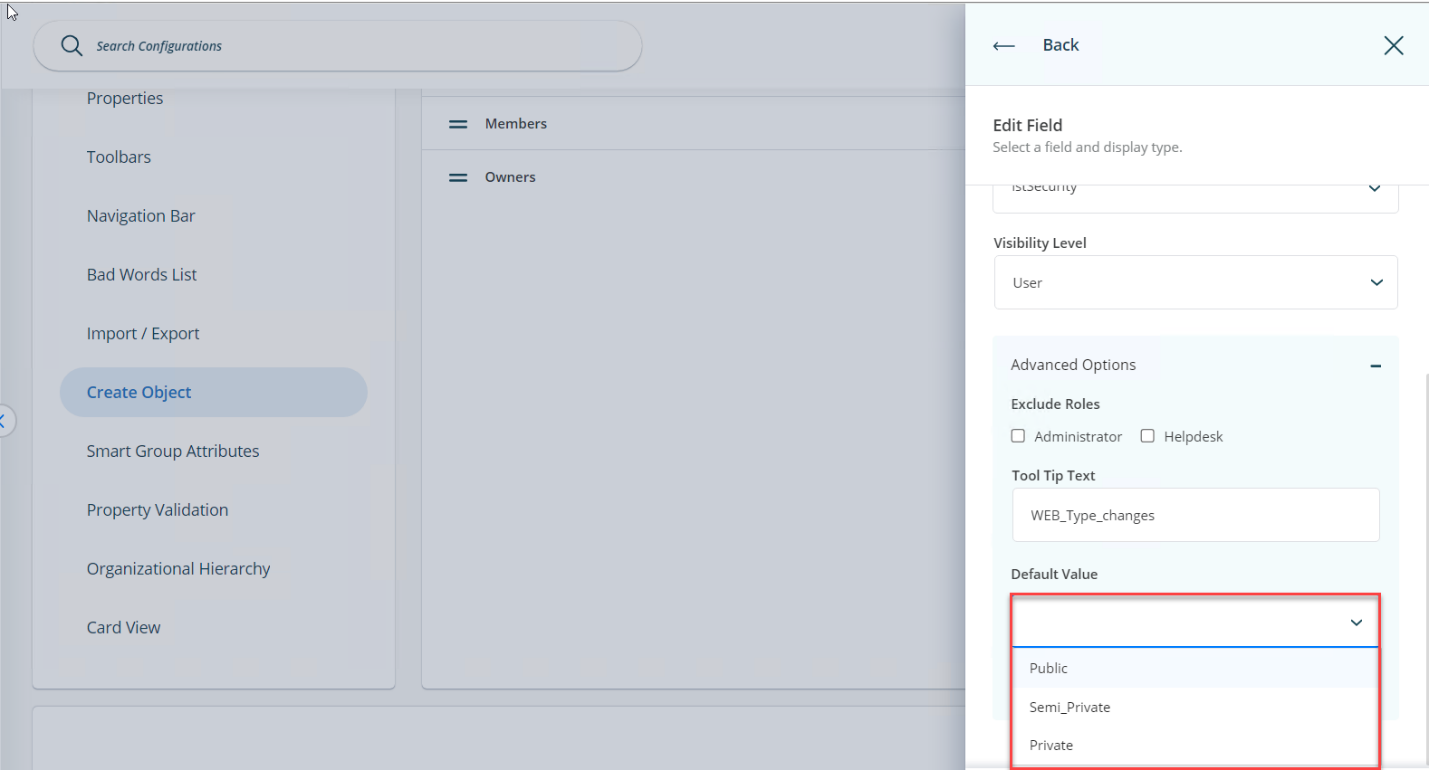 Search Configurations
Properties
Toolbars
Navigation Bar
Bad Words List
Import / Export
Create Object
Smart Group Attributes
Property Validation
Organizational Hierarchy
Card View
Members
Owners
Back
Edit Field
Select a field and display type.
lstSecurity
Visibility Level
User
Advanced Options
Exclude Roles
Administrator Helpdesk
Tool Tip Text
WEB_Type_changes
Default Value
Public
Semi_Private
Private